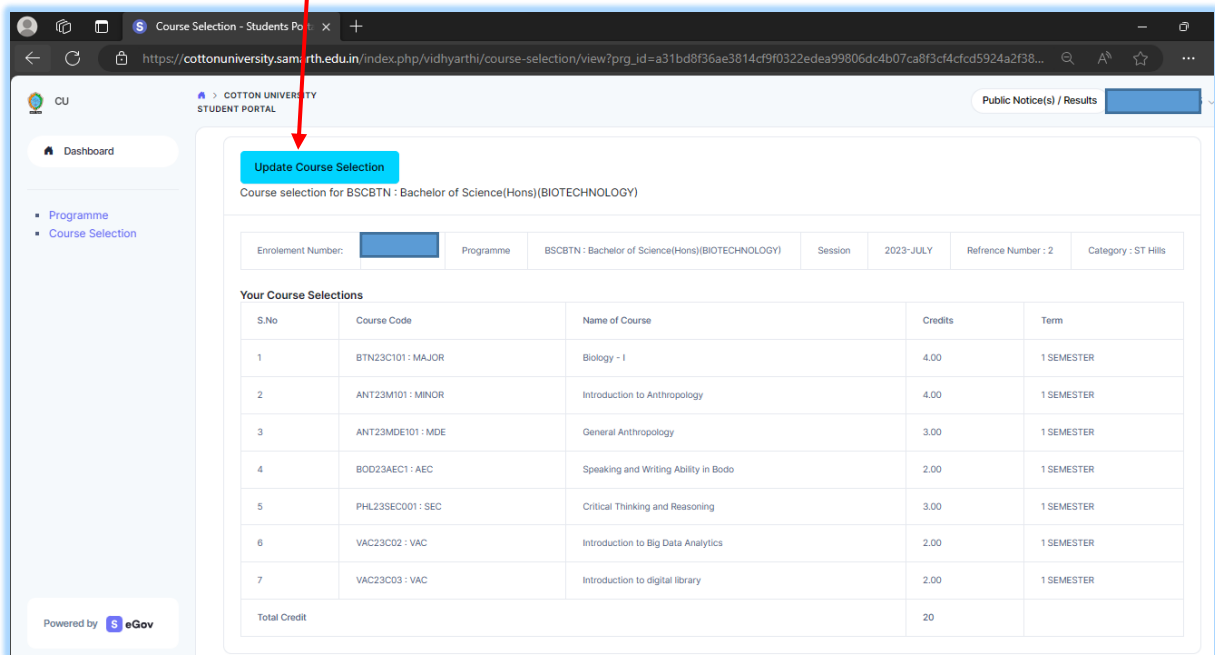 S Course Selection - Students Port
https://cottonuniversity.samarth.edu.in/index.php/vidhyarthi/course-selection/view?prg_id=a31bd8f36ae3814cf9f0322edea99806dc4b07ca8f3cf4cfcd5924a2f38...
CU
> COTTON UNIVERSITY
STUDENT PORTAL
Public Notice(s) / Results
Dashboard
Programme
Course Selection
Update Course Selection
Course selection for BSCBTN : Bachelor of Science(Hons)(BIOTECHNOLOGY)
Enrolement Number: Programme BSCBTN : Bachelor of Science(Hons)(BIOTECHNOLOGY) Session 2023-JULY Refrence Number : 2 Category : ST Hills
Your Course Selections
S.No Course Code Name of Course Credits Term
1 BTN23C101 : MAJOR Biology - I 4.00 1 SEMESTER
2 ANT23M101 : MINOR Introduction to Anthropology 4.00 1 SEMESTER
3 ANT23MDE101 : MDE General Anthropology 3.00 1 SEMESTER
4 BOD23AEC1 : AEC Speaking and Writing Ability in Bodo 2.00 1 SEMESTER
5 PHL23SEC001 : SEC Critical Thinking and Reasoning 3.00 1 SEMESTER
6 VAC23C02 : VAC Introduction to Big Data Analytics 2.00 1 SEMESTER
7 VAC23C03 : VAC Introduction to digital library 2.00 1 SEMESTER
Total Credit 20
Powered by S eGov